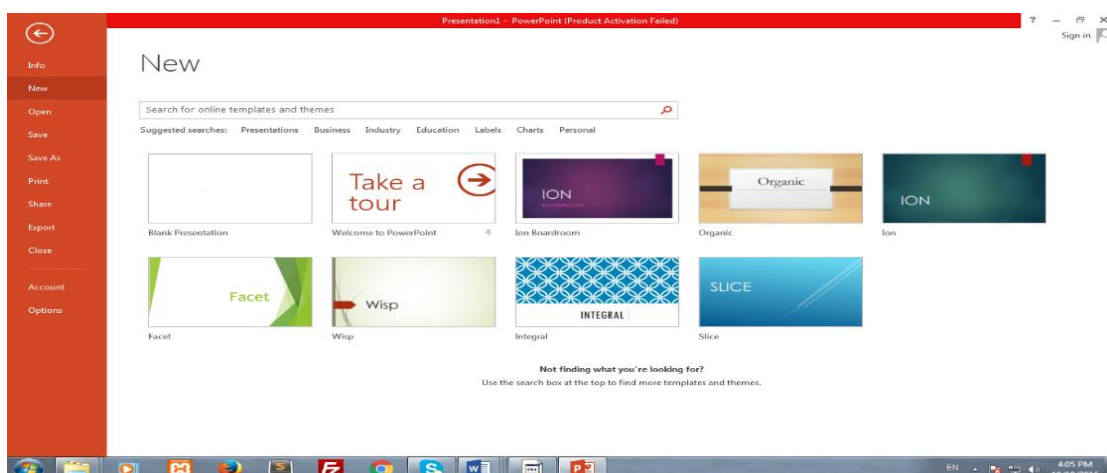 Presentation1 - PowerPoint (Product Activation Failed)
?
Sign in
Info
New
Open
Save
Save As
Print
Share
Export
Close
Account
Options
New
Search for online templates and themes
Suggested searches: Presentations Business Industry Education Labels Charts Personal
Take a
tour
ION
BOARDROOM
Organic
ION
Blank Presentation
Welcome to PowerPoint
Ion Boardroom
Organic
Ion
Facet
Wisp
INTEGRAL
SLICE
Facet
Wisp
Integral
Slice
Not finding what you're looking for?
Use the search box at the top to find more templates and themes.
EN
4:05 PM